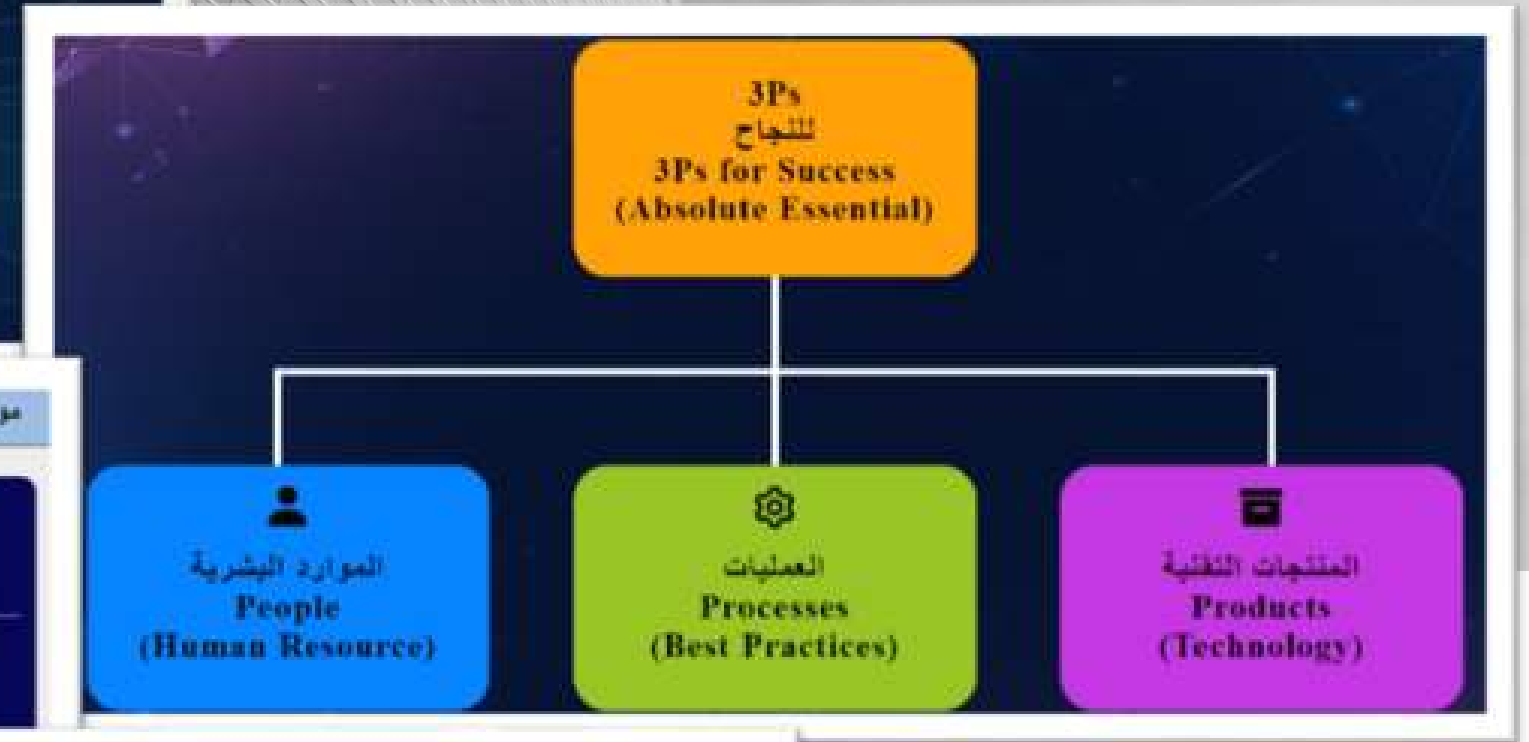 3Ps
للنجاح
3Ps for Success
(Absolute Essential)
الموارد البشرية
People
(Human Resource)
العمليات
Processes
(Best Practices)
المنتجات التقنية
Products
(Technology)